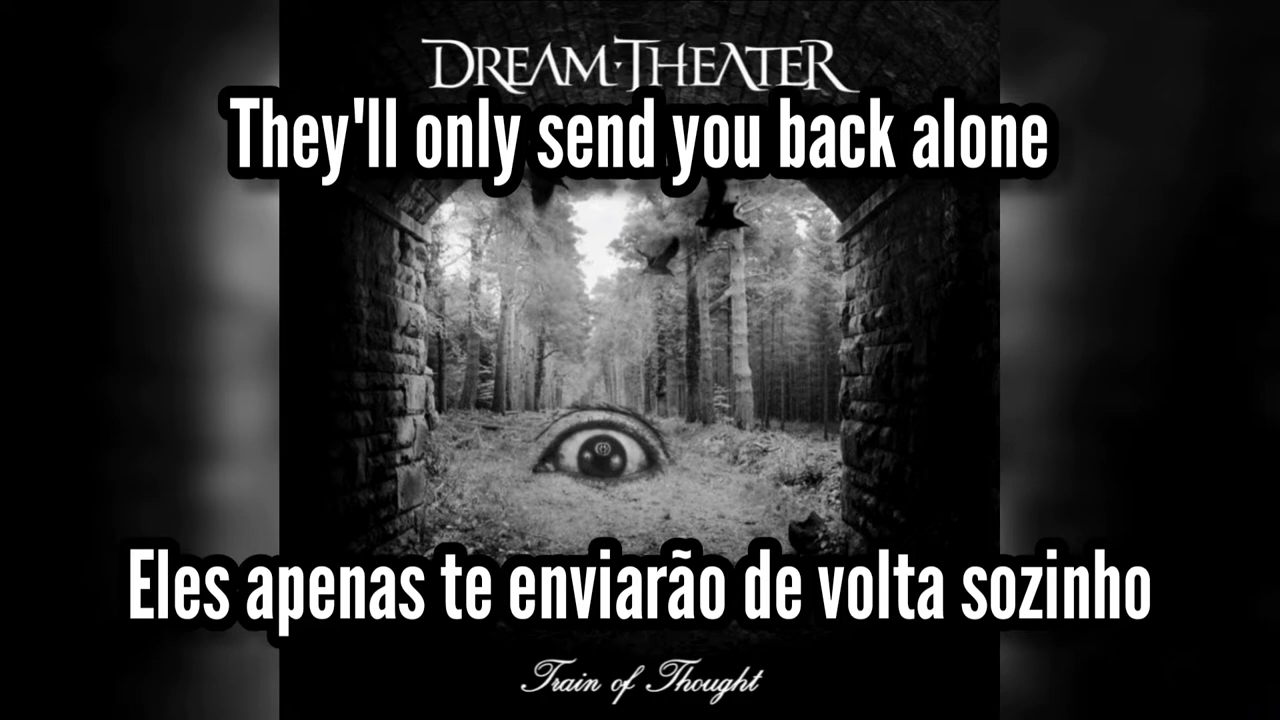 DREAM·THEATER
They'll only send you back alone
Eles apenas te enviarão de volta sozinho
Train of Thought